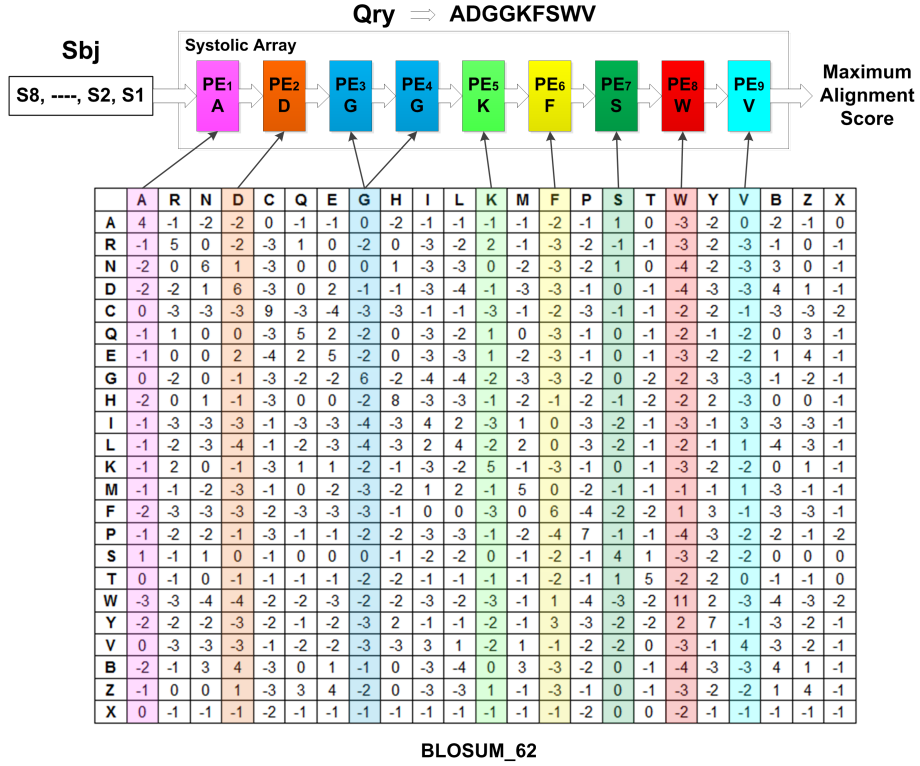 Qry ADGGKFSWV
Sbj
Systolic Array
S8, ----, S2, S1
PE1 PE2 PE3 PE4 PE5 PE6 PE7 PE8 PE9
A D G G K F S W V
Maximum
Alignment
Score
A R N D C Q E G H I L K M F P S T W Y V B Z X
A 4 -1 -2 -2 0 -1 -1 0 -2 -1 -1 -1 -1 -2 -1 1 0 -3 -2 0 -2 -1 0
R -1 5 0 -2 -3 1 0 -2 0 -3 -2 2 -1 -3 -2 -1 -1 -3 -2 -3 -1 0 -1
N -2 0 6 1 -3 0 0 0 1 -3 -3 0 -2 -3 -2 1 0 -4 -2 -3 3 0 -1
D -2 -2 1 6 -3 0 2 -1 -1 -3 -4 -1 -3 -3 -1 0 -1 -4 -3 -3 4 1 -1
C 0 -3 -3 -3 9 -3 -4 -3 -3 -1 -1 -3 -1 -2 -3 -1 -1 -2 -2 -1 -3 -3 -2
Q -1 1 0 0 -3 5 2 -2 0 -3 -2 1 0 -3 -1 0 -1 -2 -1 -2 0 3 -1
E -1 0 0 2 -4 2 5 -2 0 -3 -3 1 -2 -3 -1 0 -1 -3 -2 -2 1 4 -1
G 0 -2 0 -1 -3 -2 -2 6 -2 -4 -4 -2 -3 -3 -2 0 -2 -2 -3 -3 -1 -2 -1
H -2 0 1 -1 -3 0 0 -2 8 -3 -3 -1 -2 -1 -2 -1 -2 -2 2 -3 0 0 -1
I -1 -3 -3 -3 -1 -3 -3 -4 -3 4 2 -3 1 0 -3 -2 -1 -3 -1 3 -3 -3 -1
L -1 -2 -3 -4 -1 -2 -3 -4 -3 2 4 -2 2 0 -3 -2 -1 -2 -1 1 -4 -3 -1
K -1 2 0 -1 -3 1 1 -2 -1 -3 -2 5 -1 -3 -1 0 -1 -3 -2 -2 0 1 -1
M -1 -1 -2 -3 -1 0 -2 -3 -2 1 2 -1 5 0 -2 -1 -1 -1 -1 1 -3 -1 -1
F -2 -3 -3 -3 -2 -3 -3 -3 -1 0 0 -3 0 6 -4 -2 -2 1 3 -1 -3 -3 -1
P -1 -2 -2 -1 -3 -1 -1 -2 -2 -3 -3 -1 -2 -4 7 -1 -1 -4 -3 -2 -2 -1 -2
S 1 -1 1 0 -1 0 0 0 -1 -2 -2 0 -1 -2 -1 4 1 -3 -2 -2 0 0 0
T 0 -1 0 -1 -1 -1 -1 -2 -2 -1 -1 -1 -1 -2 -1 1 5 -2 -2 0 -1 -1 0
W -3 -3 -4 -4 -2 -2 -3 -2 -2 -3 -2 -3 -1 1 -4 -3 -2 11 2 -3 -4 -3 -2
Y -2 -2 -2 -3 -2 -1 -2 -3 2 -1 -1 -2 -1 3 -3 -2 -2 2 7 -1 -3 -2 -1
V 0 -3 -3 -3 -1 -2 -2 -3 -3 3 1 -2 1 -1 -2 -2 0 -3 -1 4 -3 -2 -1
B -2 -1 3 4 -3 0 1 -1 0 -3 -4 0 3 -3 -2 0 -1 -4 -3 -3 4 1 -1
Z -1 0 0 1 -3 3 4 -2 0 -3 -3 1 -1 -3 -1 0 -1 -3 -2 -2 1 4 -1
X 0 -1 -1 -1 -2 -1 -1 -1 -1 -1 -1 -1 -1 -1 -2 0 0 -2 -1 -1 -1 -1 -1
BLOSUM_62